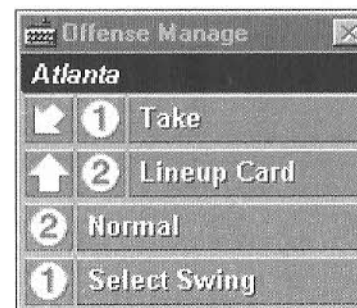 Offense Manage
Atlanta
1 Take
2 Lineup Card
2 Normal
1 Select Swing